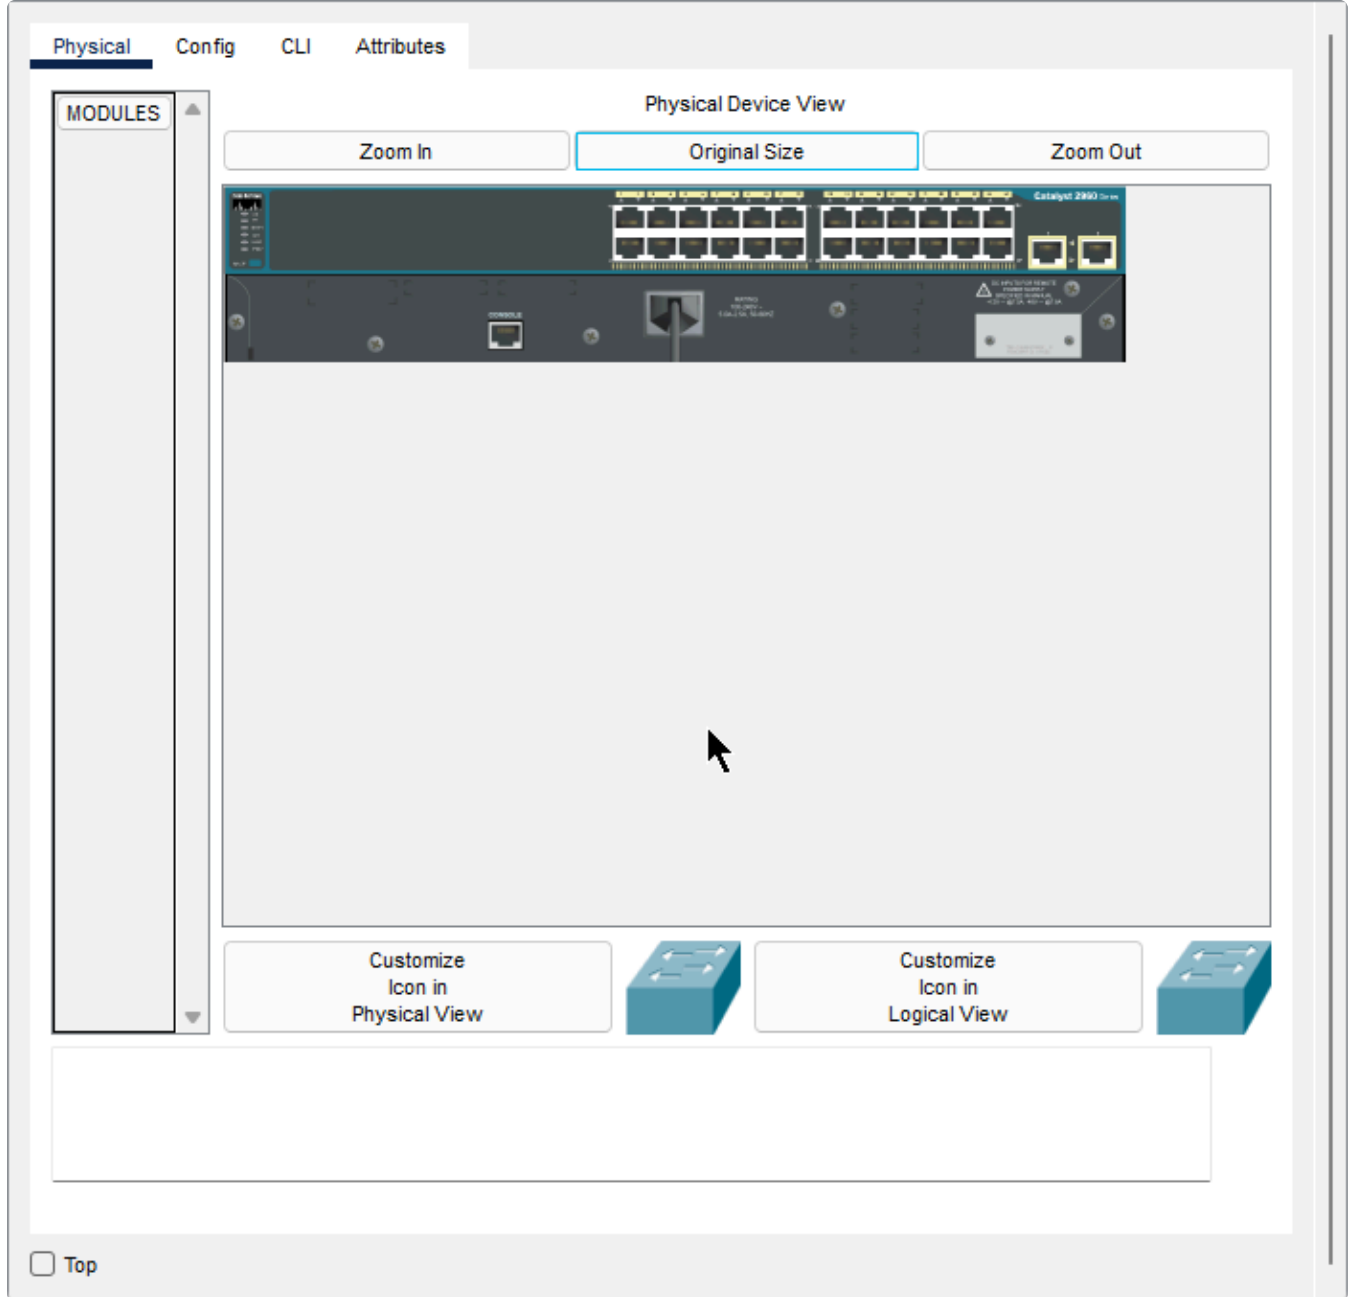 Physical Config CLI Attributes
MODULES
Physical Device View
Zoom In Original Size Zoom Out
Catalyst 2960 Series
CONSOLE
Customize
Icon in
Physical View
Customize
Icon in
Logical View
Top